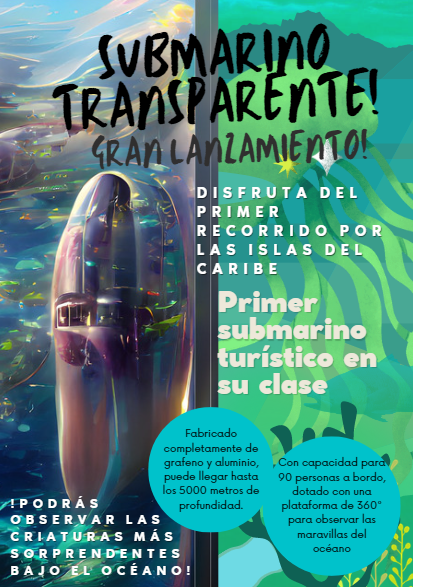 SUBMARINO
TRANSPARENTE!
GRAN LANZAMIENTO!
DISFRUTA DEL
PRIMER
RECORRIDO POR
LAS ISLAS DEL
CARIBE
Primer
submarino
turístico en
su clase
Fabricado
completamente de
grafeno y aluminio,
puede llegar hasta
los 5000 metros de
profundidad.
Con capacidad para
90 personas a bordo,
dotado con una
plataforma de 360°
para observar las
maravillas del
océano
!PODRÁS
OBSERVAR LAS
CRIATURAS MÁS
SORPRENDENTES
BAJO EL OCÉANO!